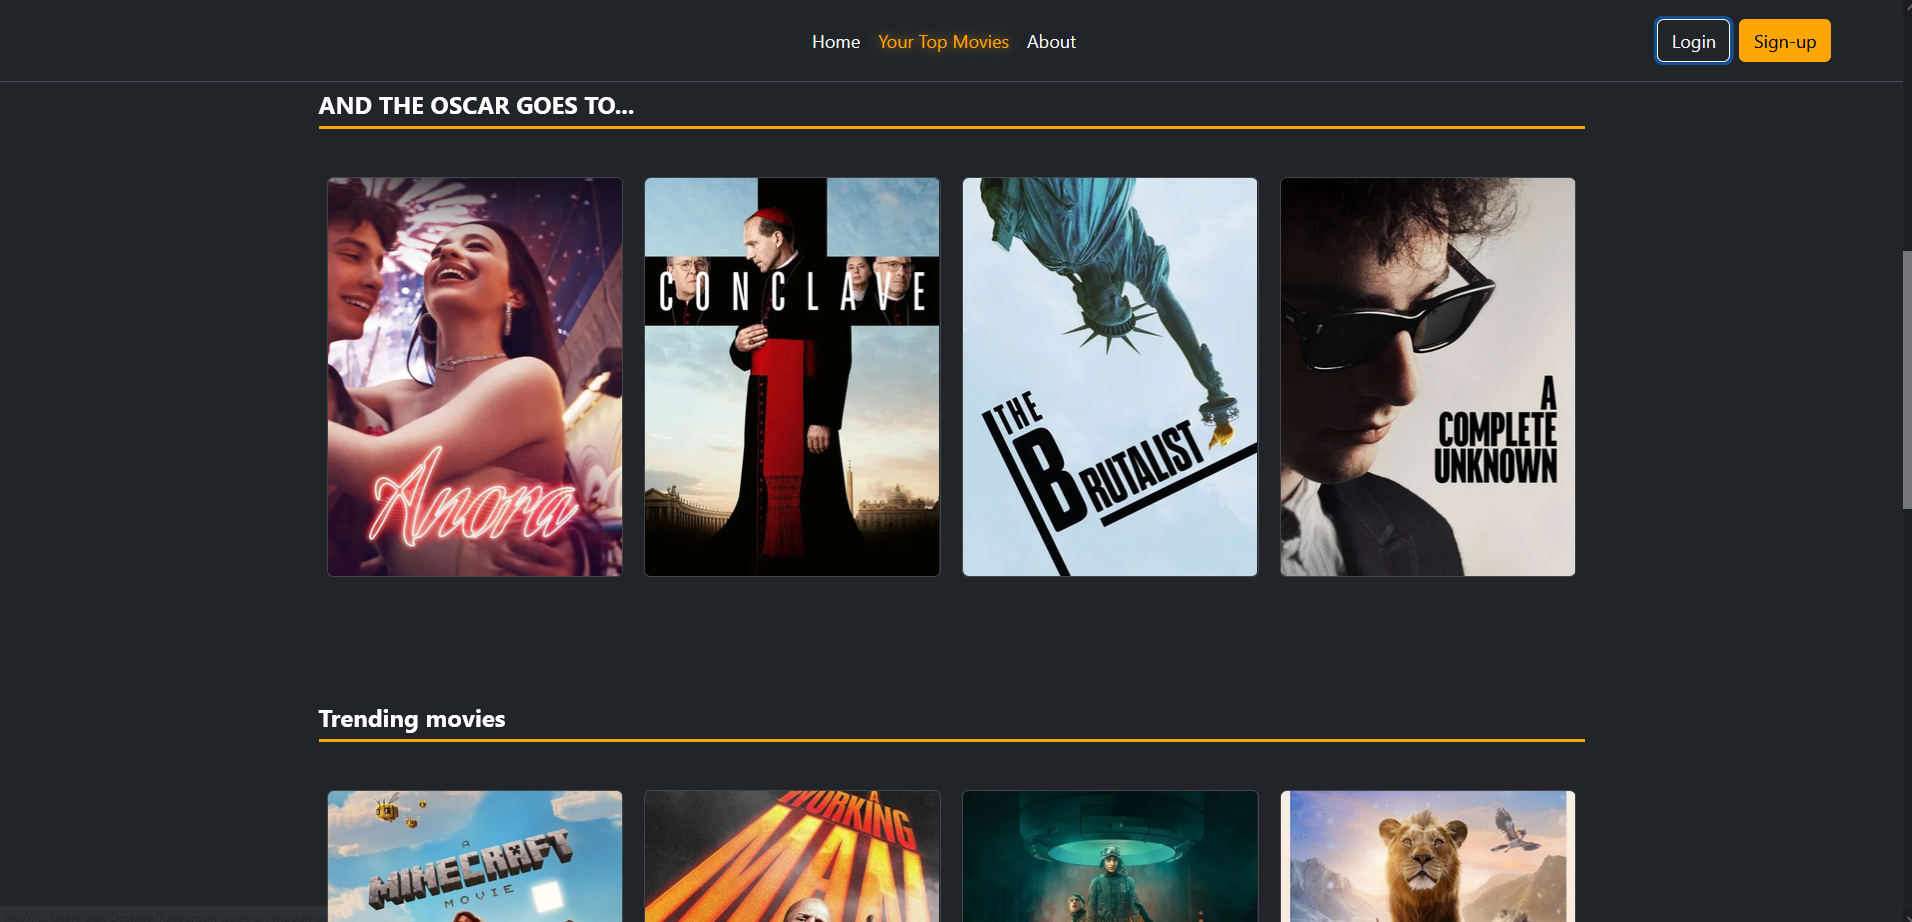 Home Your Top Movies About Login Sign-up
AND THE OSCAR GOES TO...
Anora
CONCLAVE
THE
BRUTALIST
A
COMPLETE
UNKNOWN
Trending movies
A
MINECRAFT
MOVIE
A
WORKING
MAN